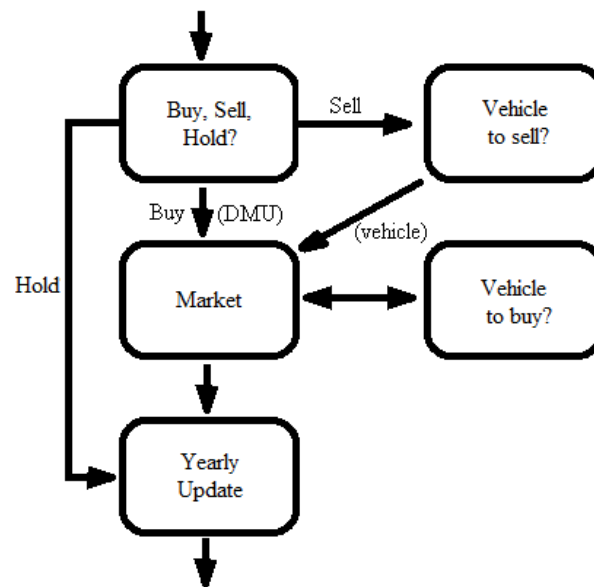 Buy, Sell,
Hold?
Sell
Vehicle
to sell?
Buy
(DMU)
(vehicle)
Hold
Market
Vehicle
to buy?
Yearly
Update